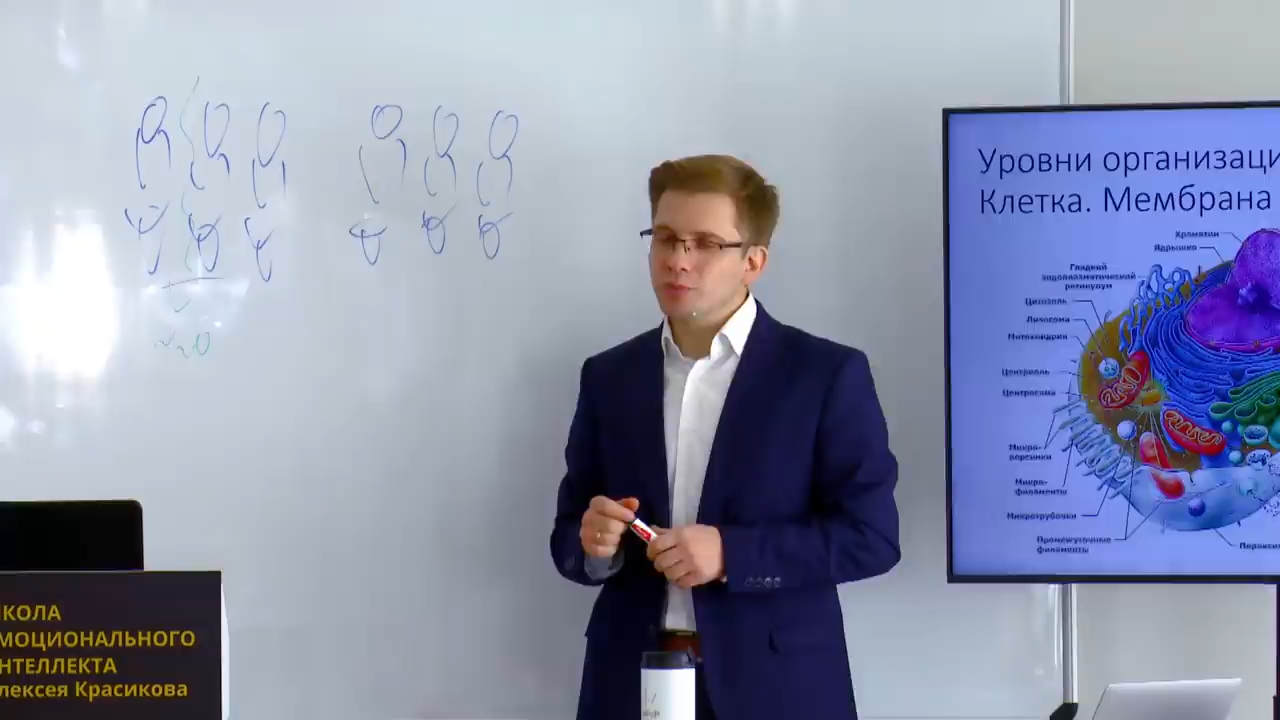 Уровни организаци
Клетка. Мембрана
Хроматин
Ядрышко
Гладкий
эндоплазматический
ретикулум
Цитозоль
Лизосома
Митохондрия
Центриоль
Центросома
Микро-
ворсинки
Микро-
филаменты
Микротрубочки
Промежуточные
филаменты
Перокси
КОЛА
МОЦИОНАЛЬНОГО
НТЕЛЛЕКТА
лексея Красикова